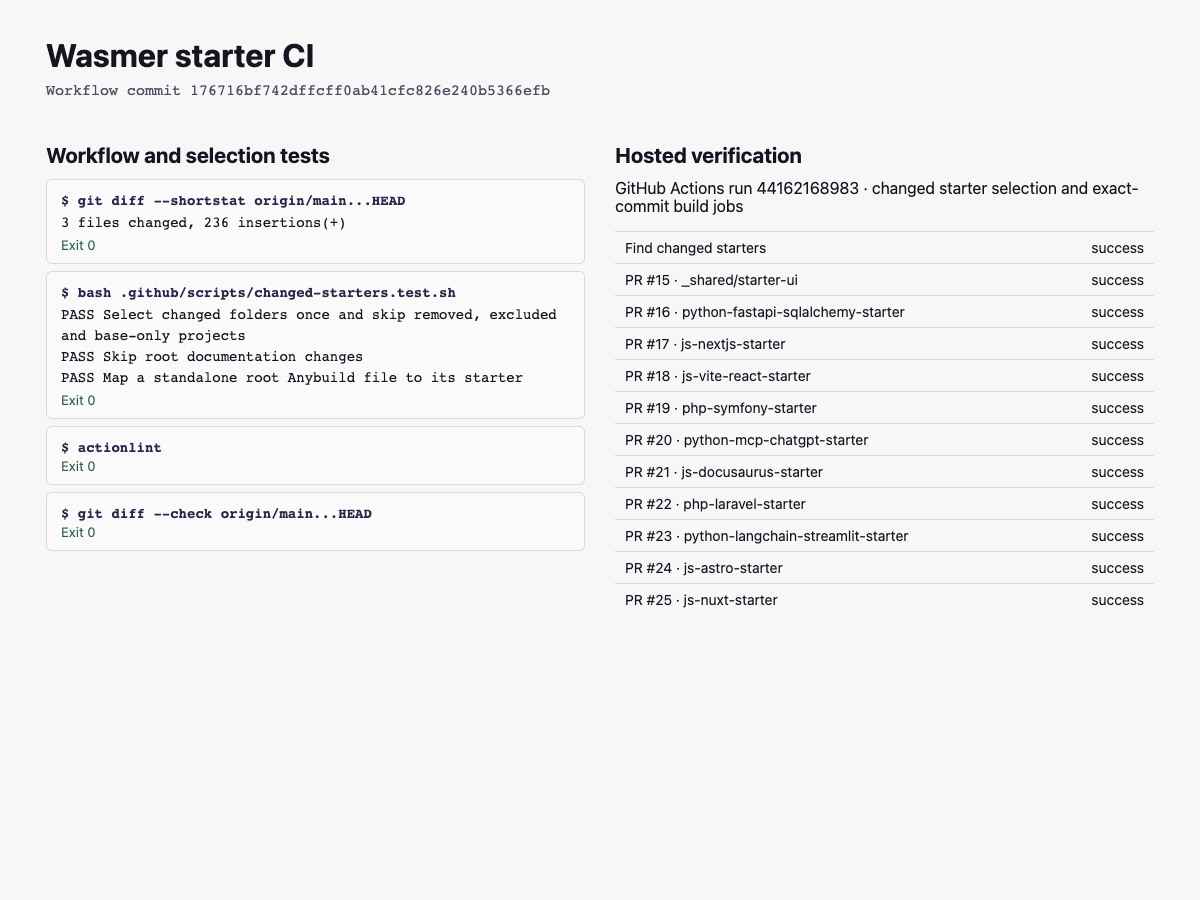 Wasmer starter CI
Workflow commit 176716bf742dffcff0ab41cfc826e240b5366efb
Workflow and selection tests
$ git diff --shortstat origin/main...HEAD
3 files changed, 236 insertions(+)
Exit 0
$ bash .github/scripts/changed-starters.test.sh
PASS Select changed folders once and skip removed, excluded
and base-only projects
PASS Skip root documentation changes
PASS Map a standalone root Anybuild file to its starter
Exit 0
$ actionlint
Exit 0
$ git diff --check origin/main...HEAD
Exit 0
Hosted verification
GitHub Actions run 44162168983 · changed starter selection and exact-
commit build jobs
Find changed starters success
PR #15 · _shared/starter-ui success
PR #16 · python-fastapi-sqlalchemy-starter success
PR #17 · js-nextjs-starter success
PR #18 · js-vite-react-starter success
PR #19 · php-symfony-starter success
PR #20 · python-mcp-chatgpt-starter success
PR #21 · js-docusaurus-starter success
PR #22 · php-laravel-starter success
PR #23 · python-langchain-streamlit-starter success
PR #24 · js-astro-starter success
PR #25 · js-nuxt-starter success